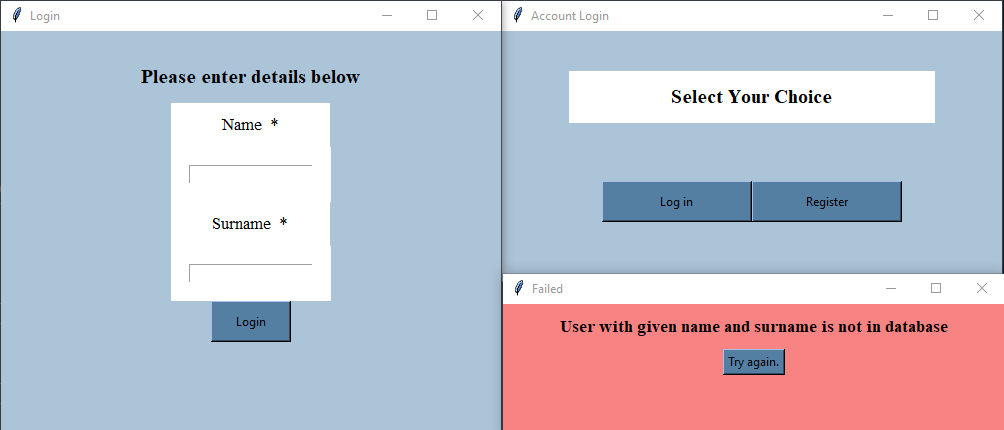 Login
Please enter details below
Name *
Surname *
Login
Account Login
Select Your Choice
Log in
Register
Failed
User with given name and surname is not in database
Try again.